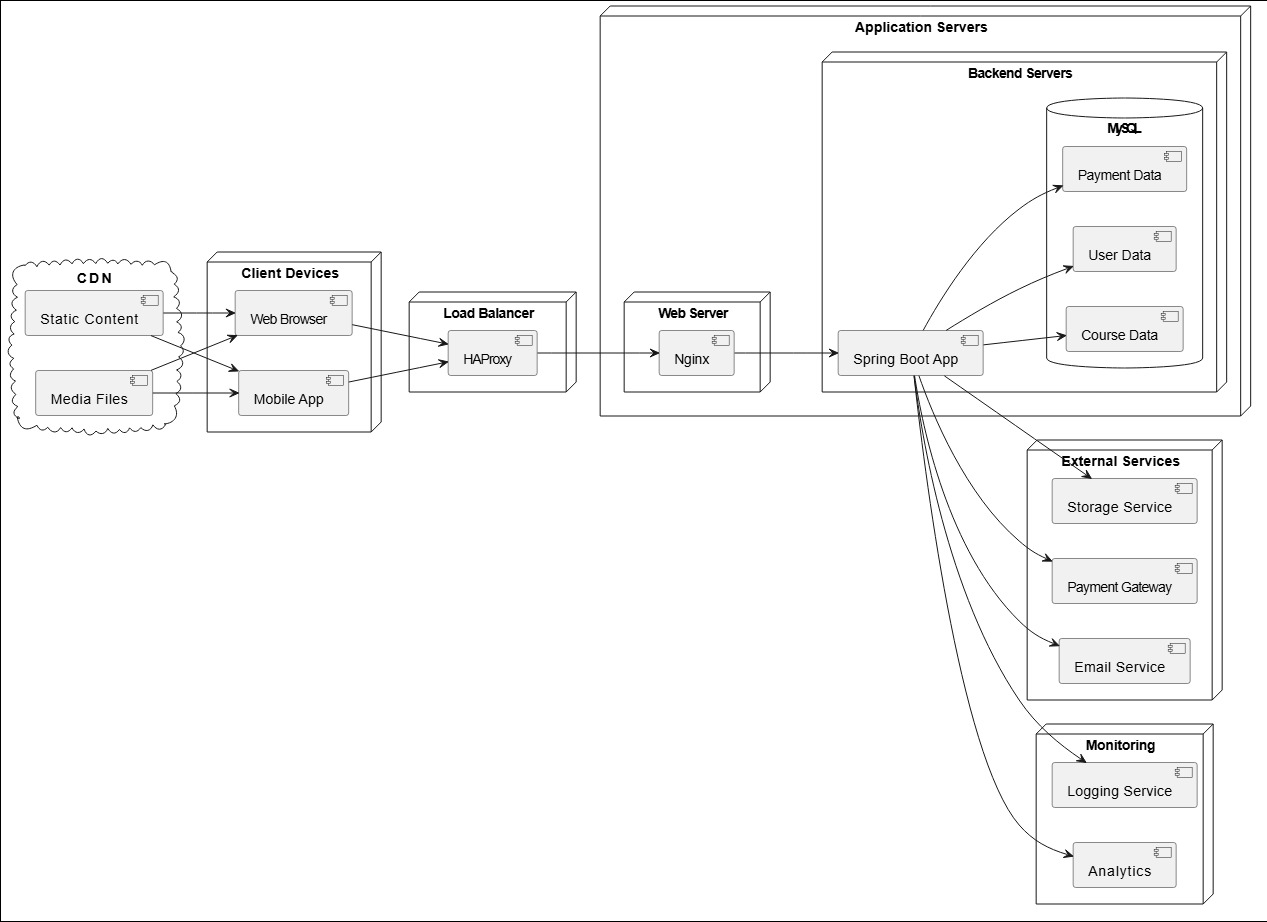 Application Servers
Backend Servers
MySQL
Payment Data
User Data
Course Data
CDN
Static Content
Media Files
Client Devices
Web Browser
Mobile App
Load Balancer
HAProxy
Web Server
Nginx
Spring Boot App
External Services
Storage Service
Payment Gateway
Email Service
Monitoring
Logging Service
Analytics